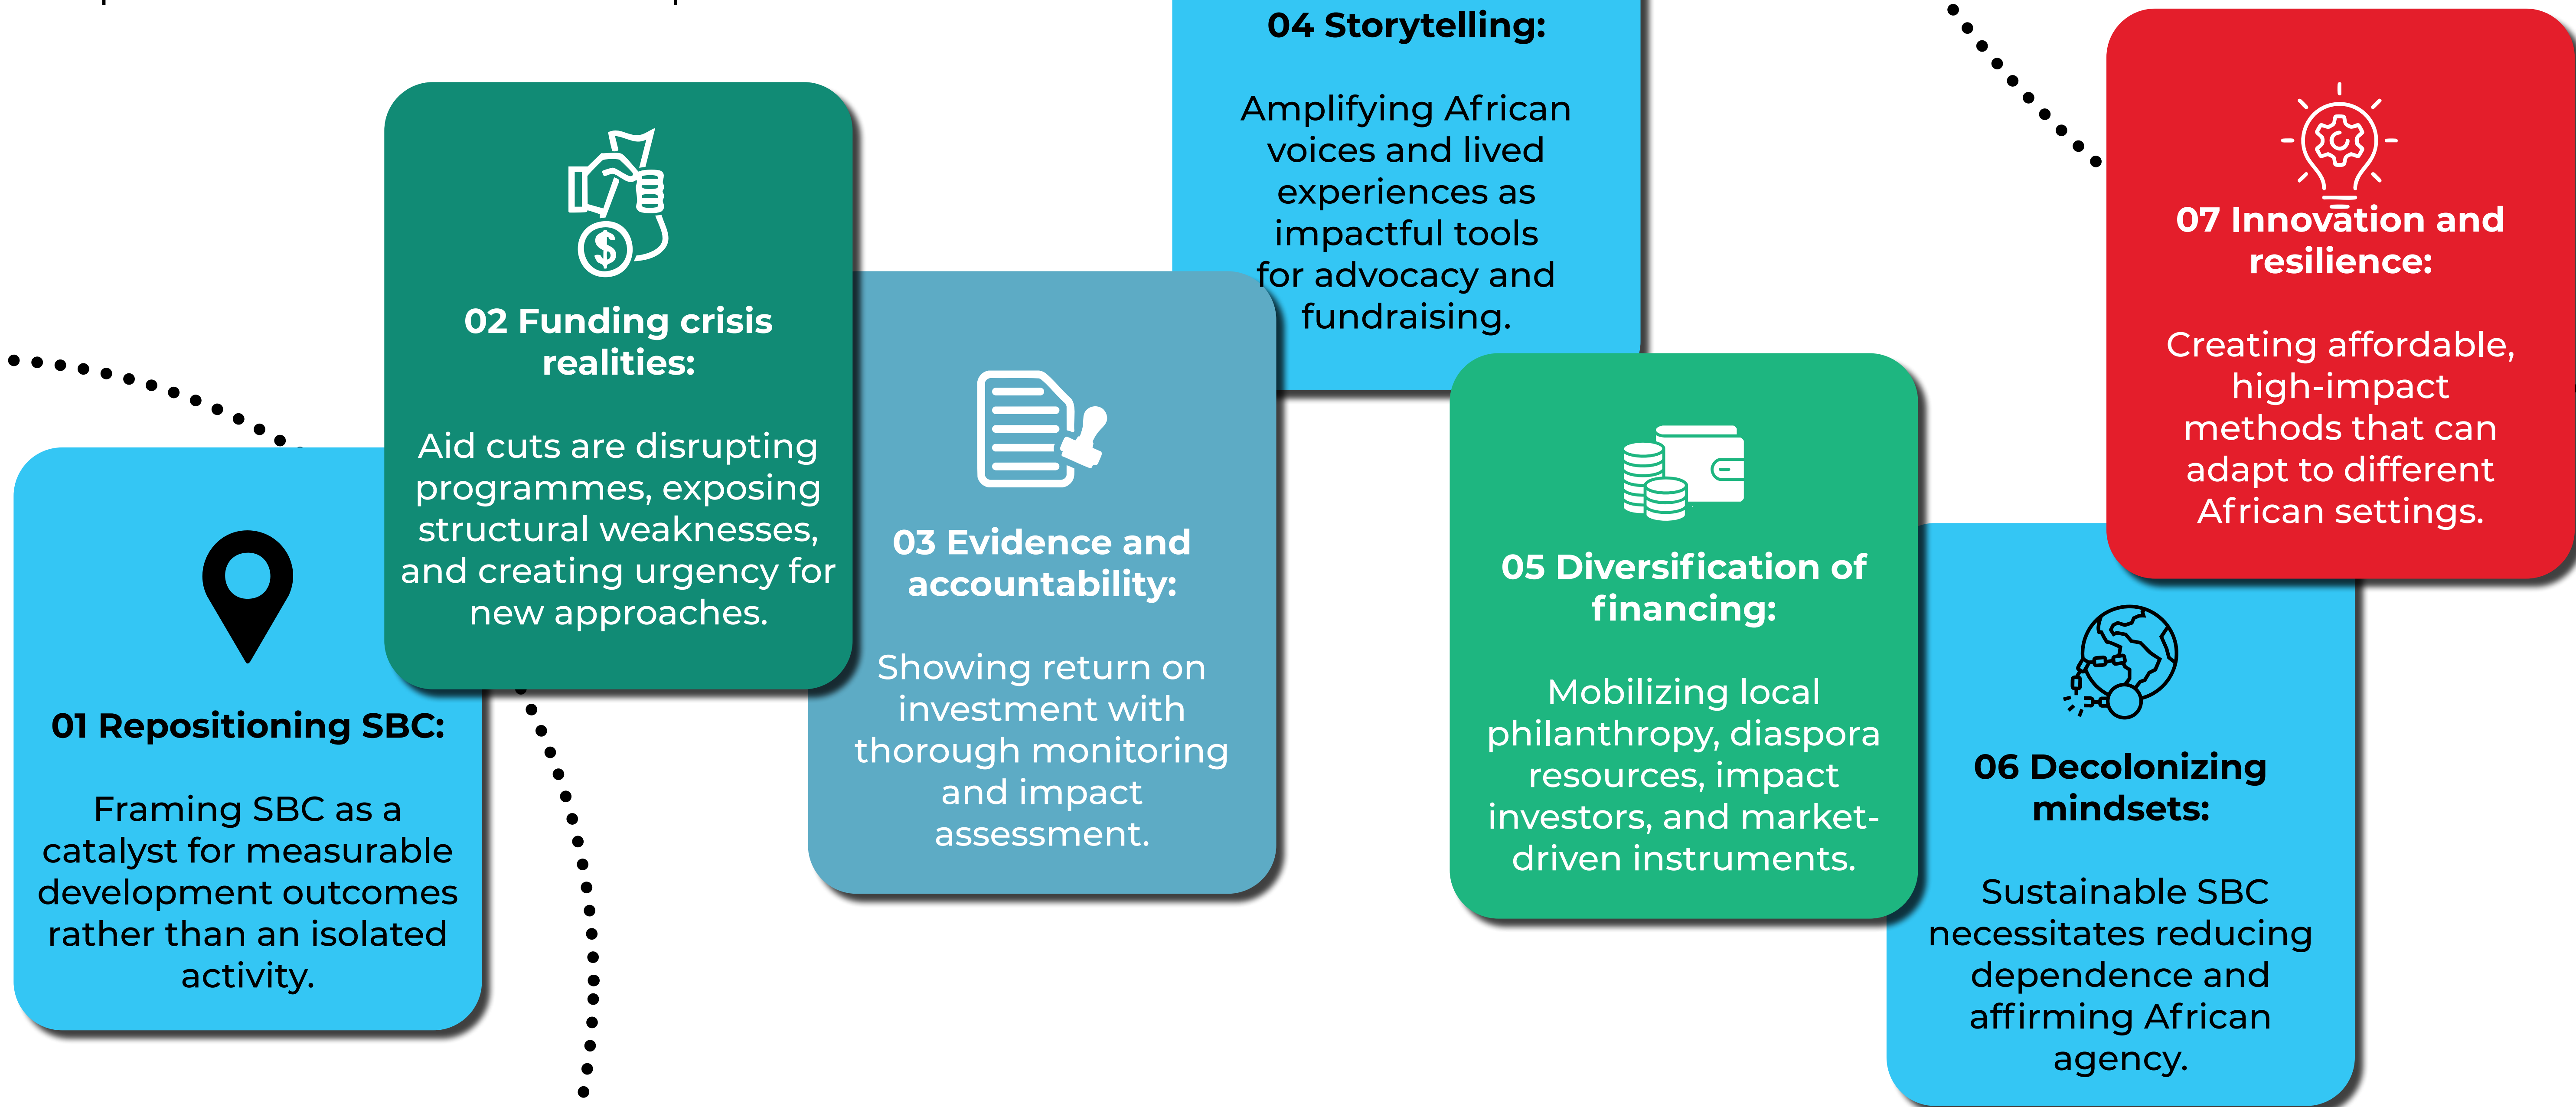 01 Repositioning SBC:
Framing SBC as a
catalyst for measurable
development outcomes
rather than an isolated
activity.
02 Funding crisis
realities:
Aid cuts are disrupting
programmes, exposing
structural weaknesses,
and creating urgency for
new approaches.
03 Evidence and
accountability:
Showing return on
investment with
thorough monitoring
and impact
assessment.
04 Storytelling:
Amplifying African
voices and lived
experiences as
impactful tools
for advocacy and
fundraising.
05 Diversification of
financing:
Mobilizing local
philanthropy, diaspora
resources, impact
investors, and market-
driven instruments.
06 Decolonizing
mindsets:
Sustainable SBC
necessitates reducing
dependence and
affirming African
agency.
07 Innovation and
resilience:
Creating affordable,
high-impact
methods that can
adapt to different
African settings.